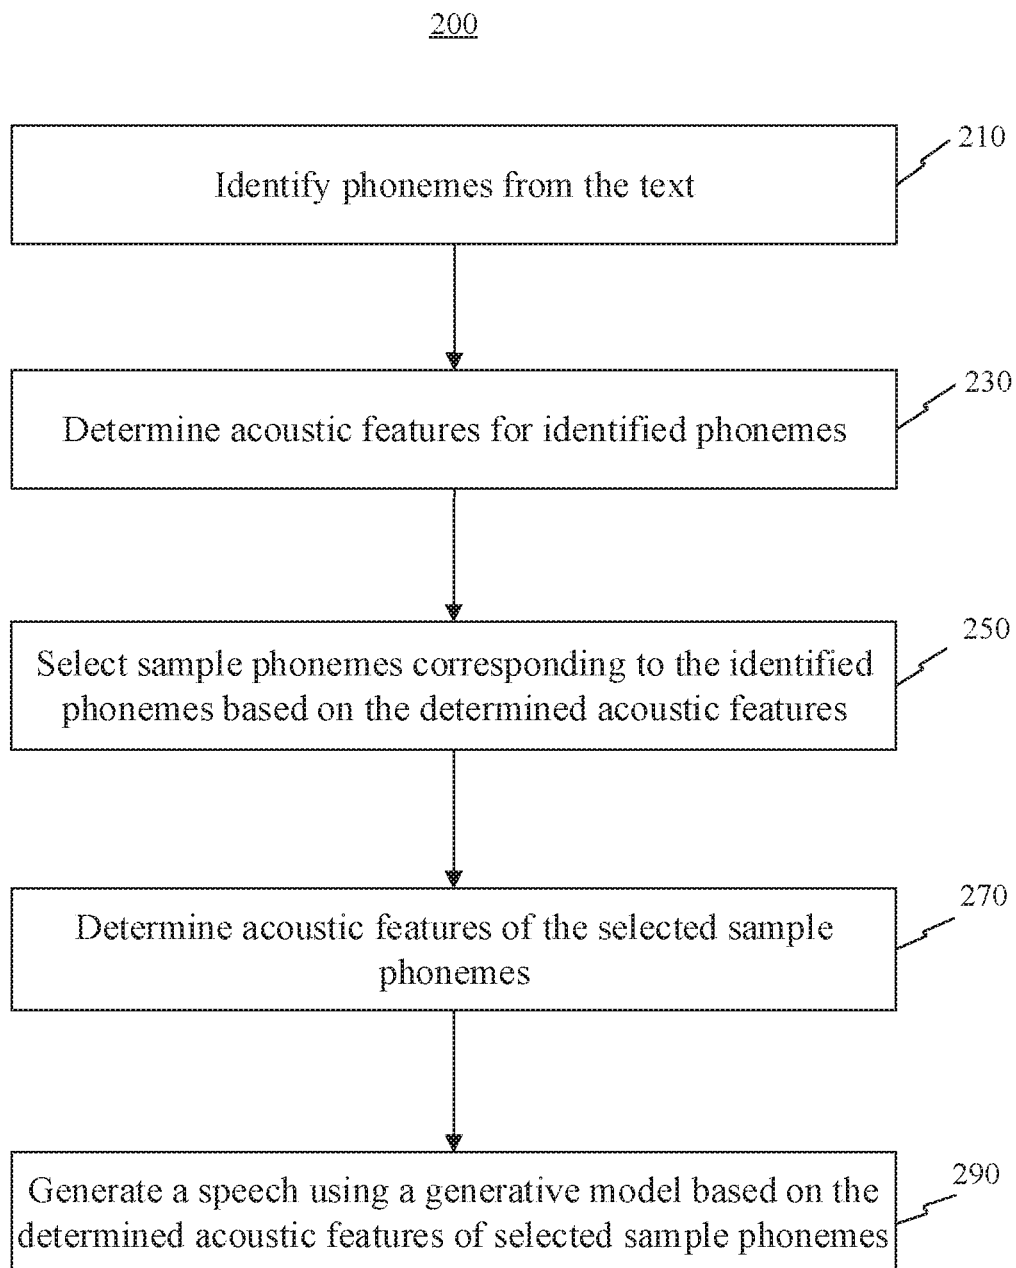 200
210
Identify phonemes from the text
230
Determine acoustic features for identified phonemes
250
Select sample phonemes corresponding to the identified
phonemes based on the determined acoustic features
270
Determine acoustic features of the selected sample
phonemes
290
Generate a speech using a generative model based on the
determined acoustic features of selected sample phonemes